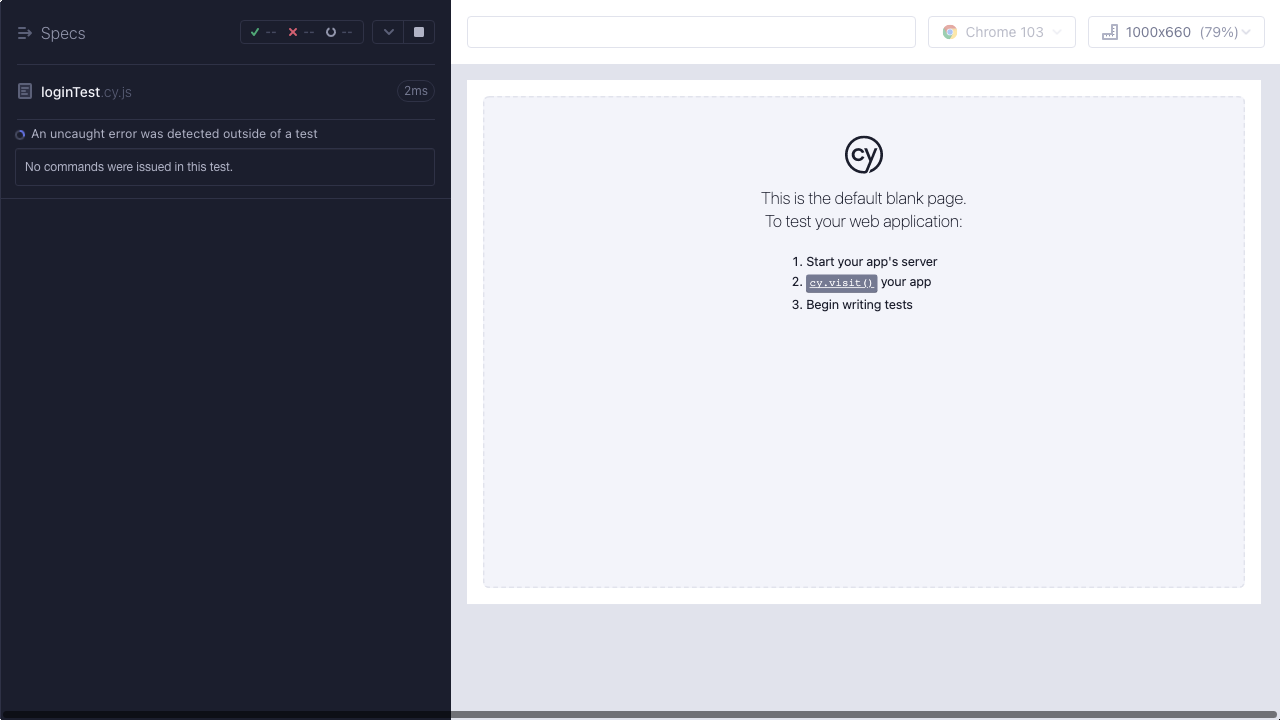 Specs
-- -- --
loginTest.cy.js
2ms
An uncaught error was detected outside of a test
No commands were issued in this test.
Chrome 103
1000x660 (79%)
cy
This is the default blank page.
To test your web application:
1. Start your app's server
2. cy.visit() your app
3. Begin writing tests